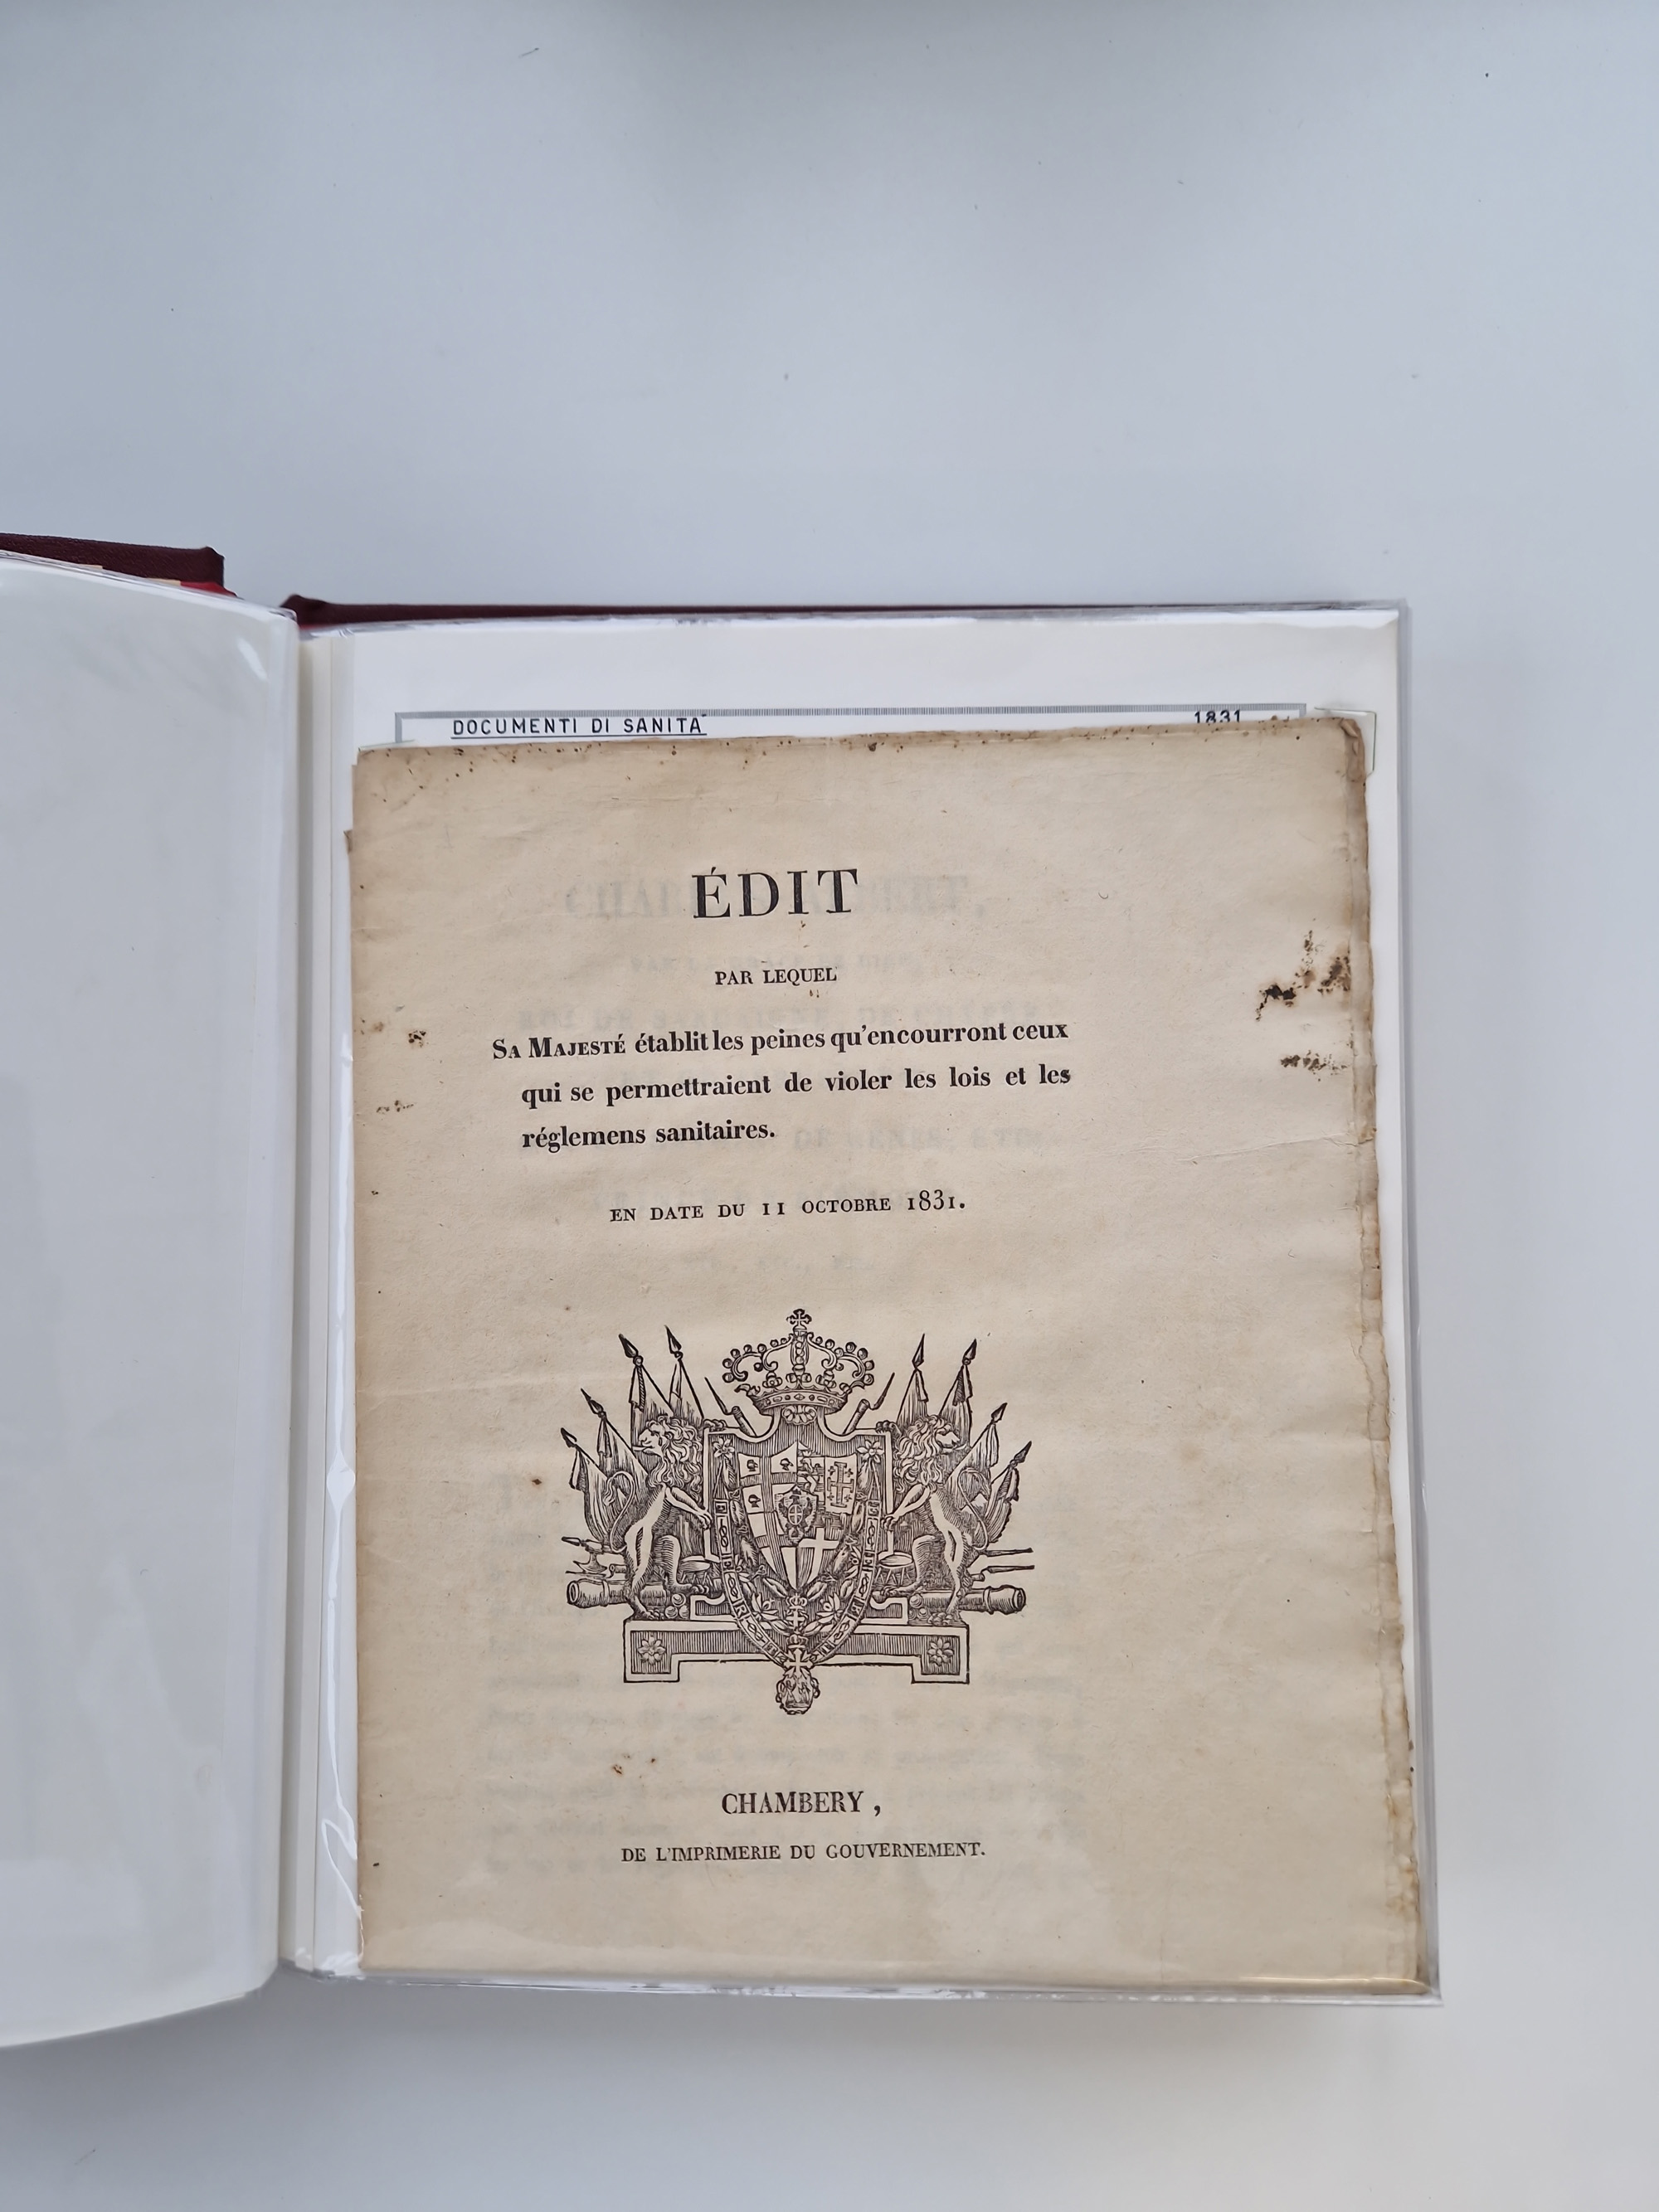 DOCUMENTI DI SANITÀ 1831
ÉDIT
PAR LEQUEL
SA MAJESTÉ établit les peines qu'encourront ceux
qui se permettraient de violer les lois et les
réglemens sanitaires.
EN DATE DU 11 OCTOBRE 1831.
CHAMBERY,
DE L'IMPRIMERIE DU GOUVERNEMENT.